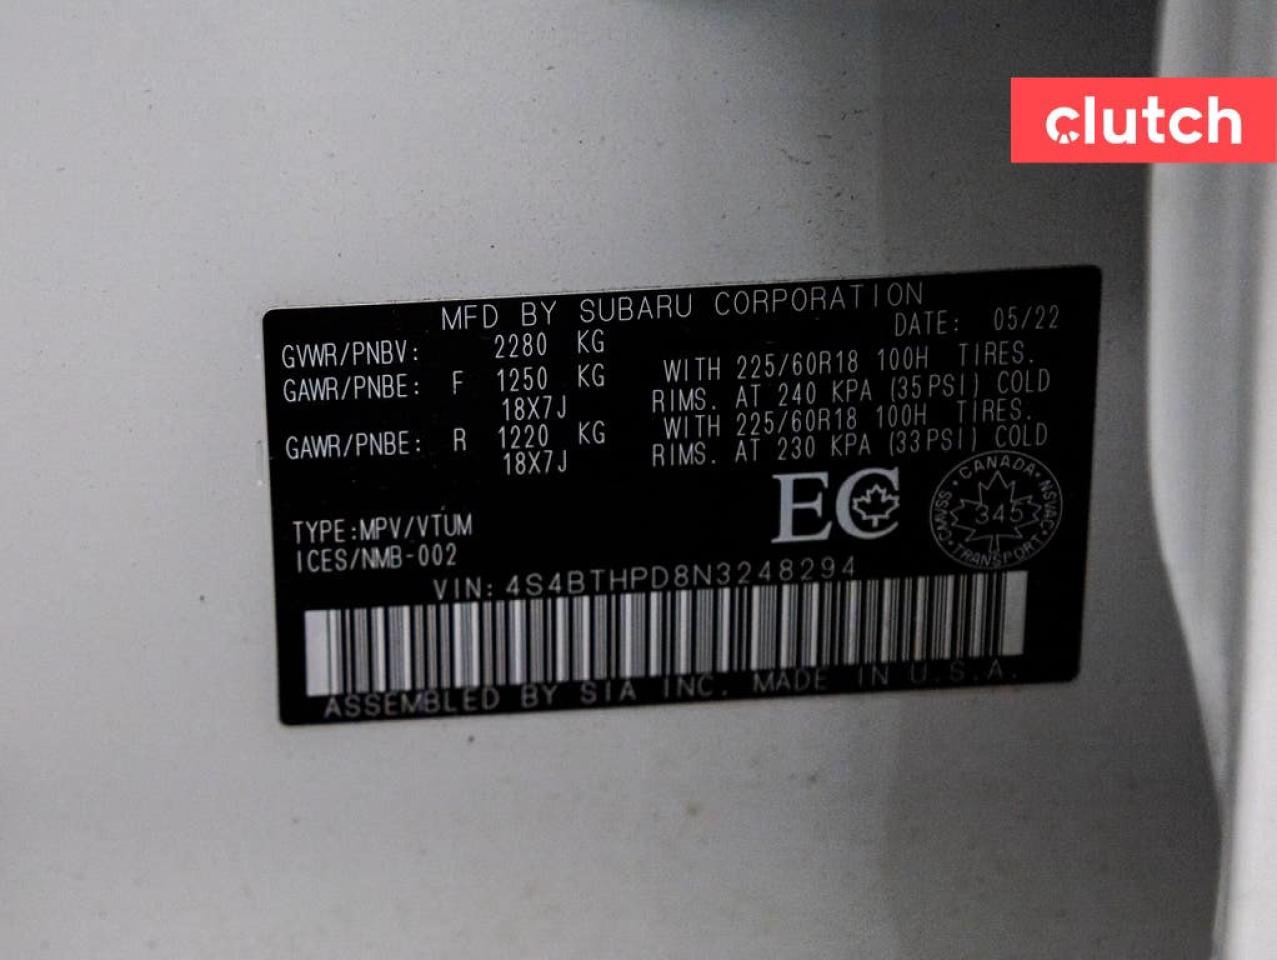 clutch
MFD BY SUBARU CORPORATION
DATE: 05/22
GVWR/PNBV: 2280 KG
GAWR/PNBE: F 1250 KG WITH 225/60R18 100H TIRES.
18X7J RIMS. AT 240 KPA (35PSI) COLD
GAWR/PNBE: R 1220 KG WITH 225/60R18 100H TIRES.
18X7J RIMS. AT 230 KPA (33PSI) COLD
TYPE:MPV/VTUM
ICES/NMB-002
EC
CANADA
CMVSS 345 NSVAC
TRANSPORT
VIN: 4S4BTHPD8N3248294
ASSEMBLED BY SIA INC. MADE IN U.S.A.